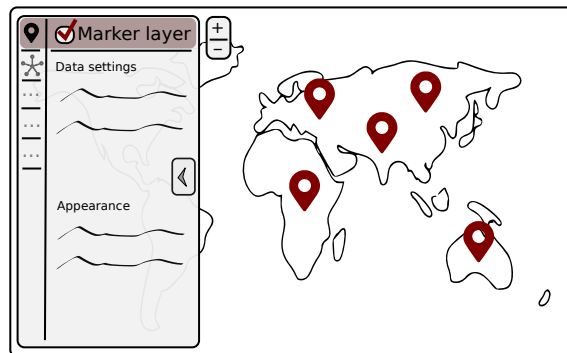 Marker layer
+
−
Data settings
...
...
...
Appearance